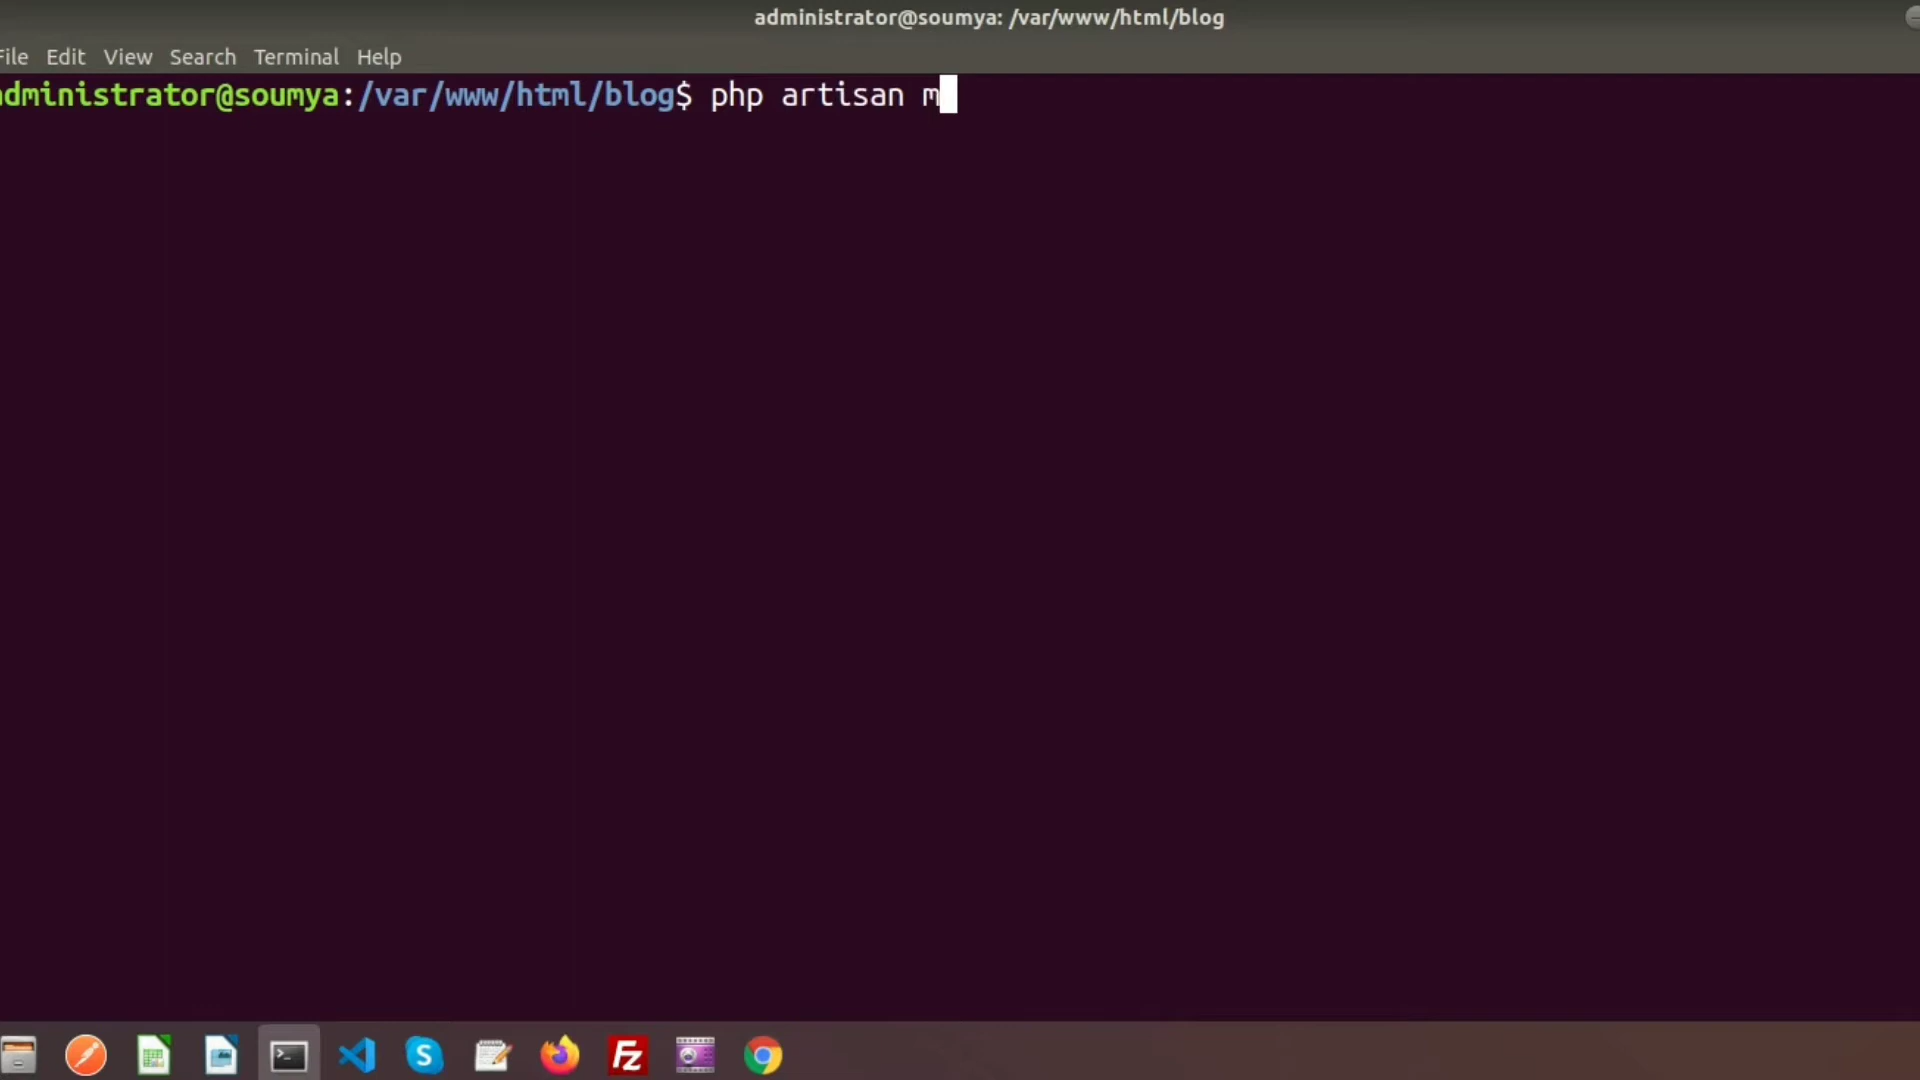 administrator@soumya: /var/www/html/blog
File Edit View Search Terminal Help
administrator@soumya:/var/www/html/blog$ php artisan m